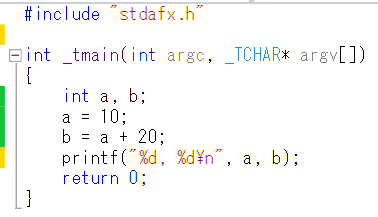 #include "stdafx.h"
int _tmain(int argc, _TCHAR* argv[])
{
int a, b;
a = 10;
b = a + 20;
printf("%d, %d¥n", a, b);
return 0;
}